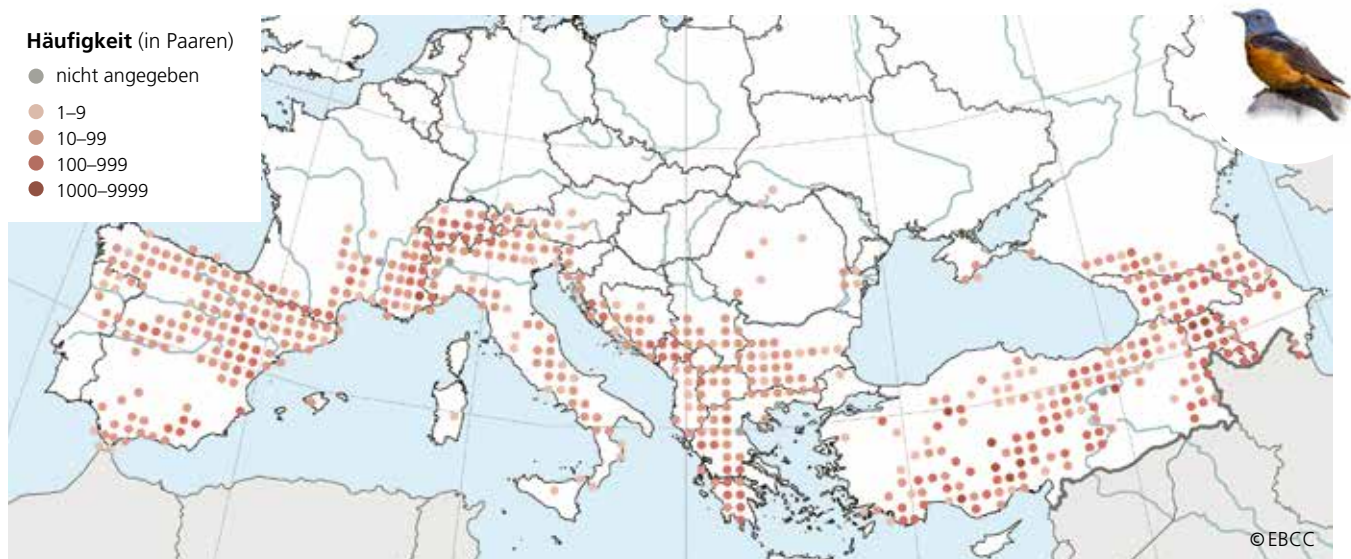 Häufigkeit (in Paaren)
nicht angegeben
1–9
10–99
100–999
1000–9999
© EBCC